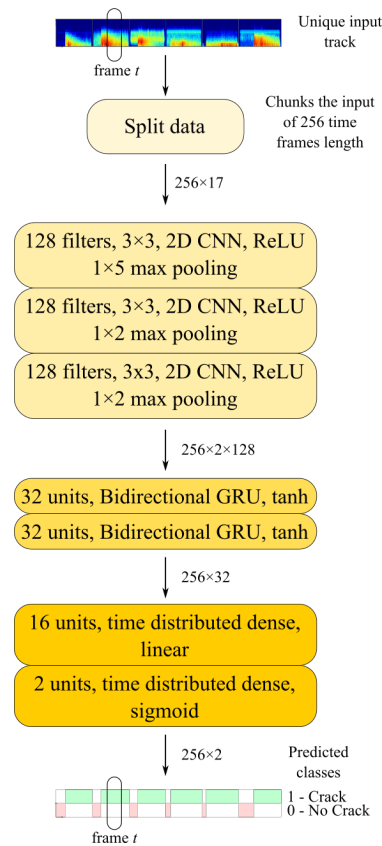 Unique input
track
frame t
Split data
Chunks the input
of 256 time
frames length
256×17
128 filters, 3×3, 2D CNN, ReLU
1×5 max pooling
128 filters, 3×3, 2D CNN, ReLU
1×2 max pooling
128 filters, 3x3, 2D CNN, ReLU
1×2 max pooling
256×2×128
32 units, Bidirectional GRU, tanh
32 units, Bidirectional GRU, tanh
256×32
16 units, time distributed dense,
linear
2 units, time distributed dense,
sigmoid
256×2
Predicted
classes
1 - Crack
0 - No Crack
frame t